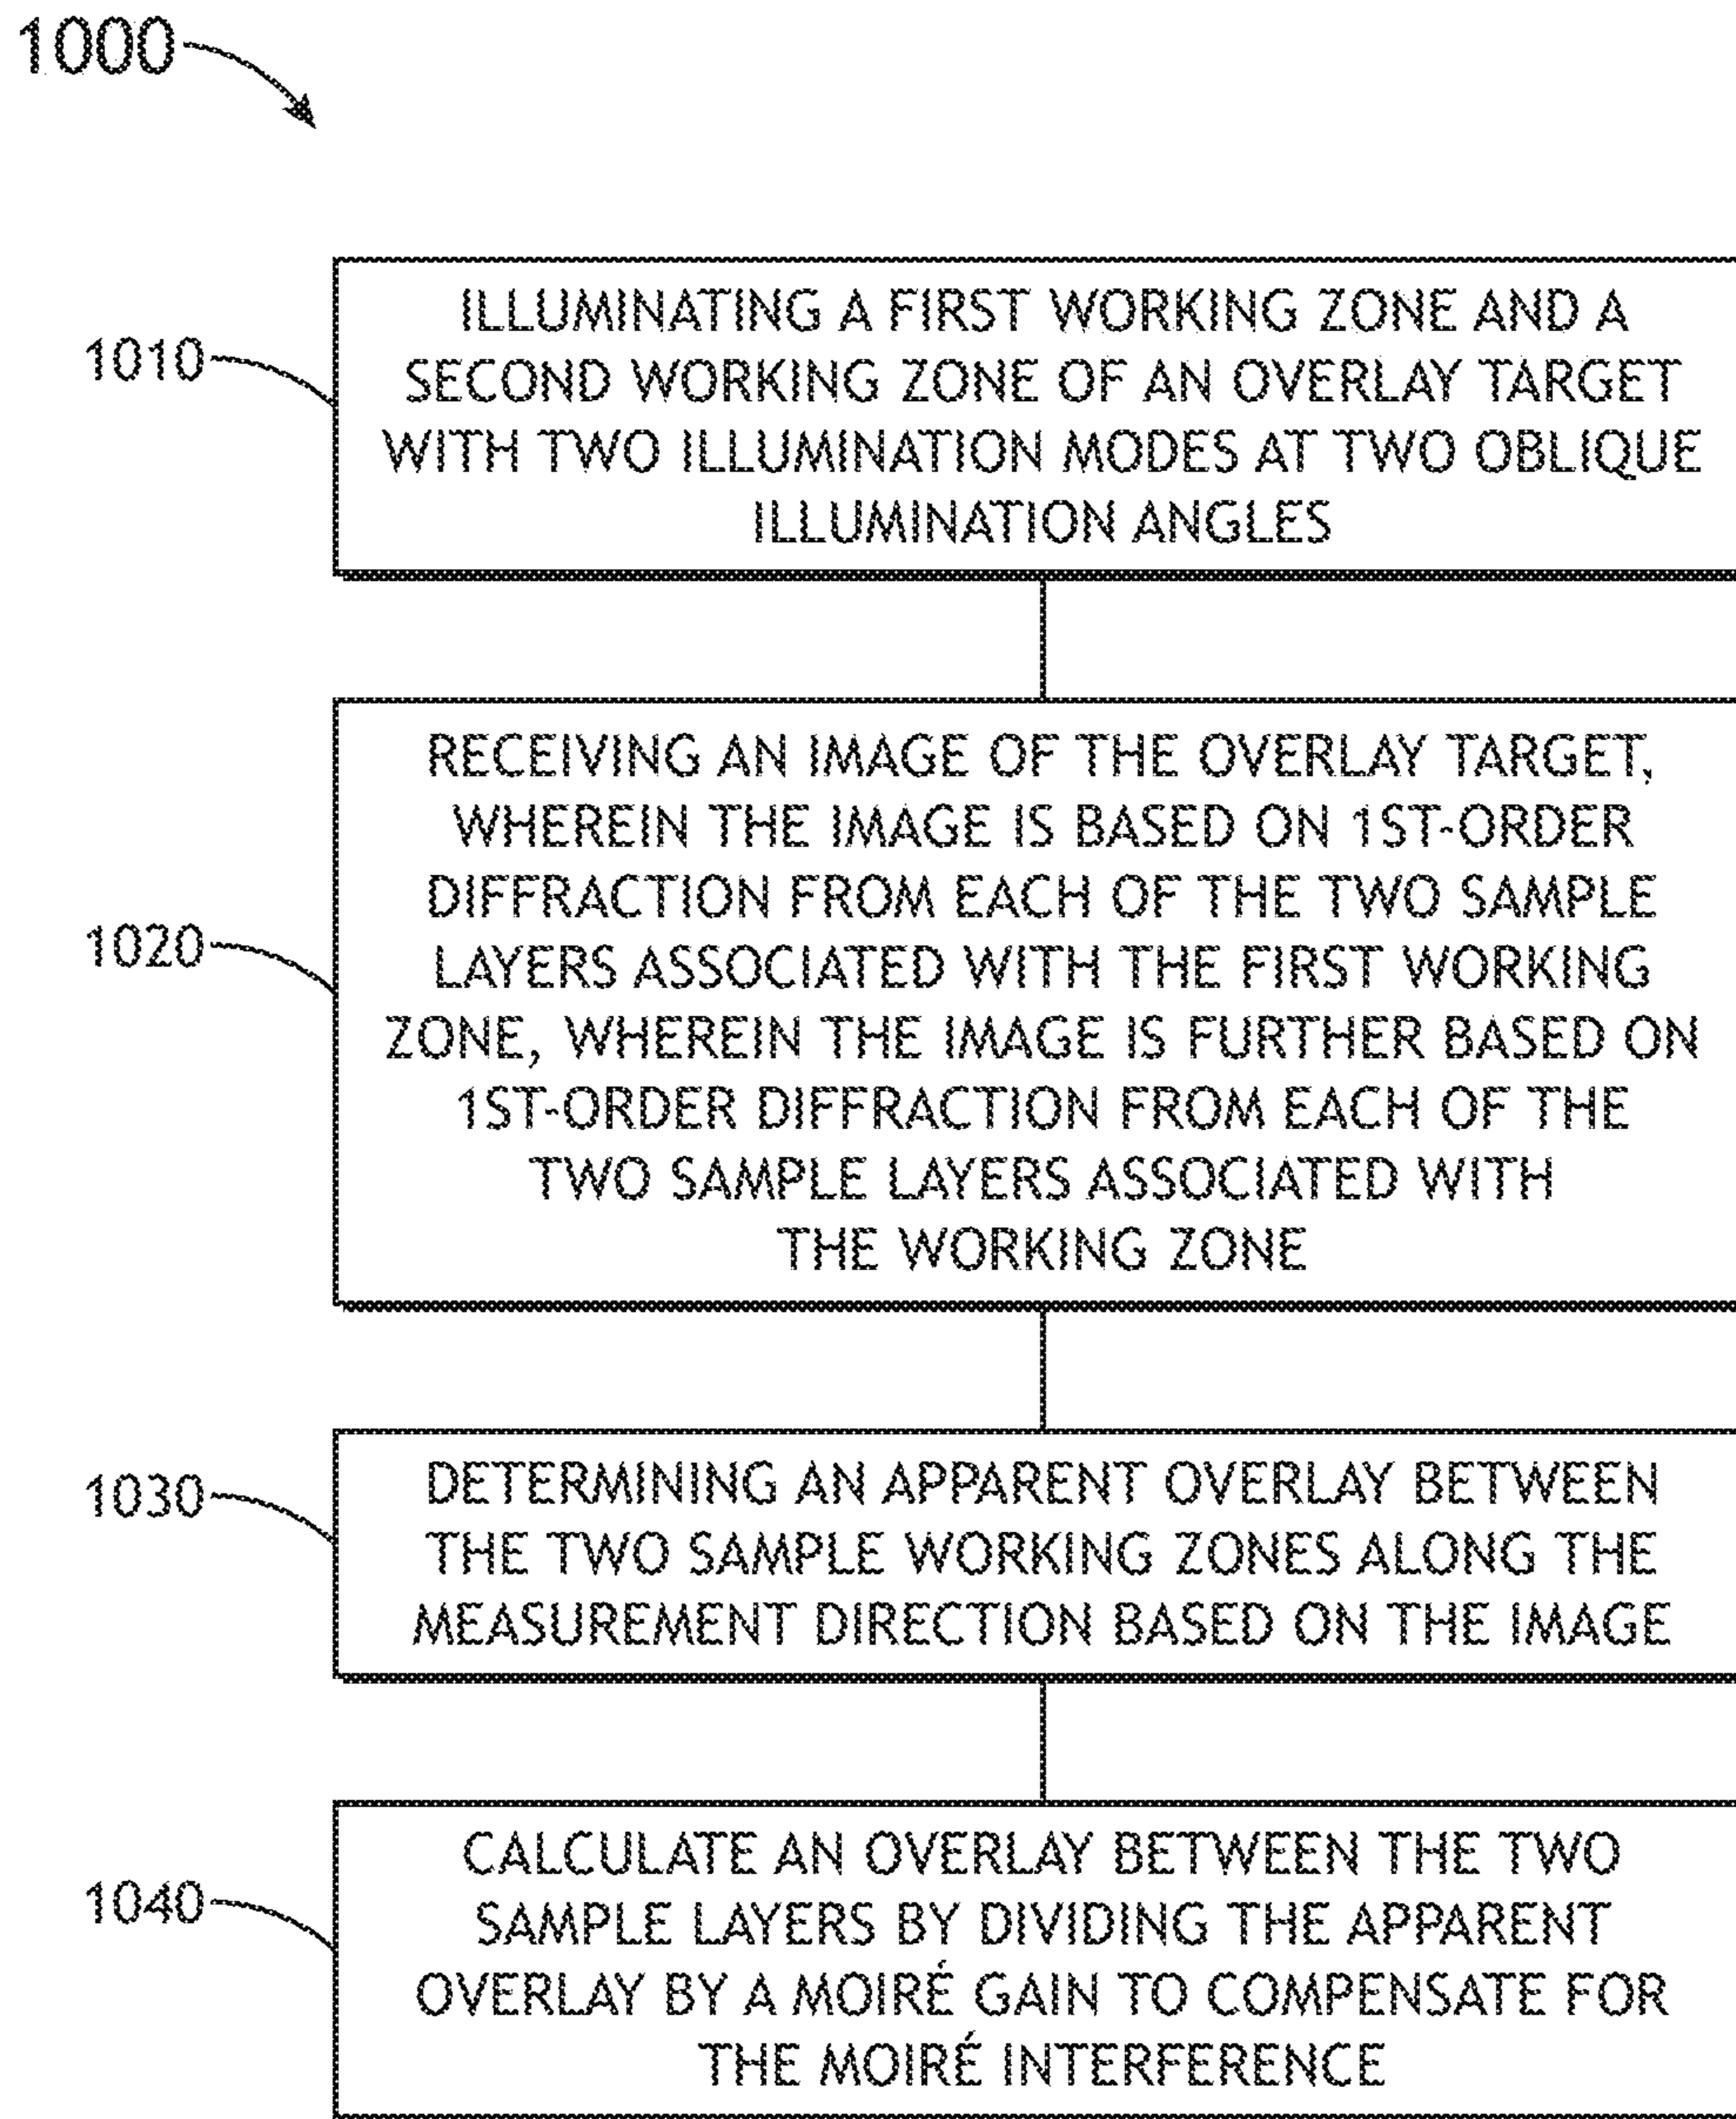 1000
1010
ILLUMINATING A FIRST WORKING ZONE AND A
SECOND WORKING ZONE OF AN OVERLAY TARGET
WITH TWO ILLUMINATION MODES AT TWO OBLIQUE
ILLUMINATION ANGLES
1020
RECEIVING AN IMAGE OF THE OVERLAY TARGET,
WHEREIN THE IMAGE IS BASED ON 1ST-ORDER
DIFFRACTION FROM EACH OF THE TWO SAMPLE
LAYERS ASSOCIATED WITH THE FIRST WORKING
ZONE, WHEREIN THE IMAGE IS FURTHER BASED ON
1ST-ORDER DIFFRACTION FROM EACH OF THE
TWO SAMPLE LAYERS ASSOCIATED WITH
THE WORKING ZONE
1030
DETERMINING AN APPARENT OVERLAY BETWEEN
THE TWO SAMPLE WORKING ZONES ALONG THE
MEASUREMENT DIRECTION BASED ON THE IMAGE
1040
CALCULATE AN OVERLAY BETWEEN THE TWO
SAMPLE LAYERS BY DIVIDING THE APPARENT
OVERLAY BY A MOIRÉ GAIN TO COMPENSATE FOR
THE MOIRÉ INTERFERENCE